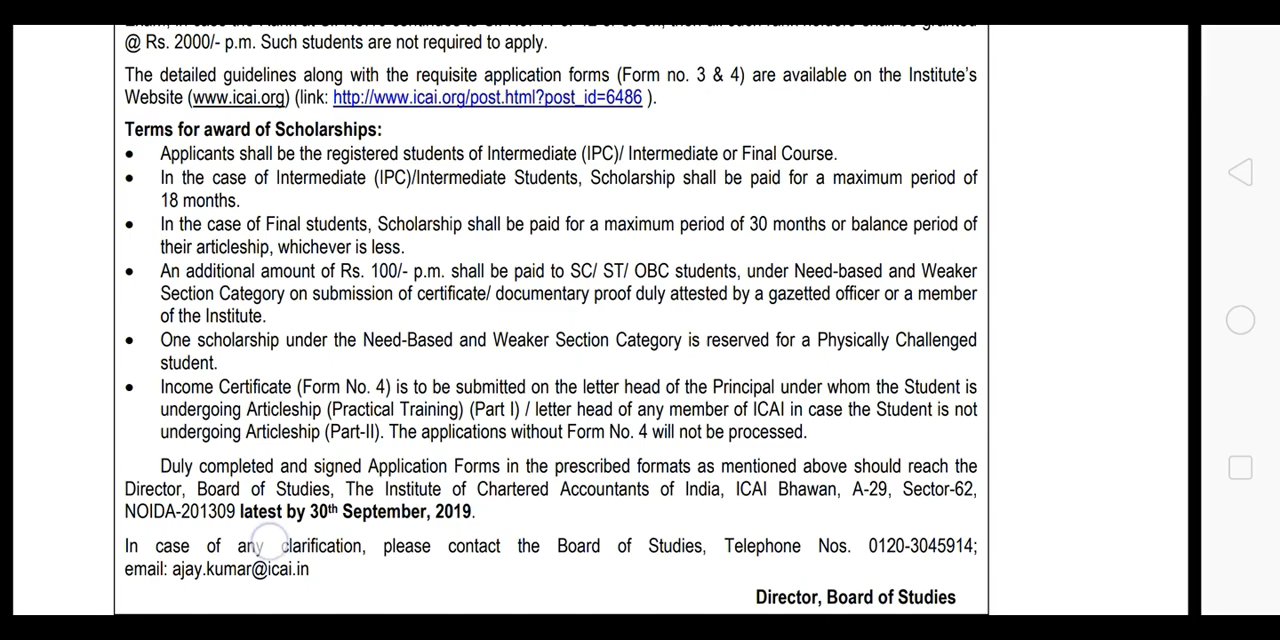 @ Rs. 2000/- p.m. Such students are not required to apply.
The detailed guidelines along with the requisite application forms (Form no. 3 & 4) are available on the Institute's
Website (www.icai.org) (link: http://www.icai.org/post.html?post_id=6486 ).
Terms for award of Scholarships:
• Applicants shall be the registered students of Intermediate (IPC)/ Intermediate or Final Course.
• In the case of Intermediate (IPC)/Intermediate Students, Scholarship shall be paid for a maximum period of
18 months.
• In the case of Final students, Scholarship shall be paid for a maximum period of 30 months or balance period of
their articleship, whichever is less.
• An additional amount of Rs. 100/- p.m. shall be paid to SC/ ST/ OBC students, under Need-based and Weaker
Section Category on submission of certificate/ documentary proof duly attested by a gazetted officer or a member
of the Institute.
• One scholarship under the Need-Based and Weaker Section Category is reserved for a Physically Challenged
student.
• Income Certificate (Form No. 4) is to be submitted on the letter head of the Principal under whom the Student is
undergoing Articleship (Practical Training) (Part I) / letter head of any member of ICAI in case the Student is not
undergoing Articleship (Part-II). The applications without Form No. 4 will not be processed.
Duly completed and signed Application Forms in the prescribed formats as mentioned above should reach the
Director, Board of Studies, The Institute of Chartered Accountants of India, ICAI Bhawan, A-29, Sector-62,
NOIDA-201309 latest by 30th September, 2019.
In case of any clarification, please contact the Board of Studies, Telephone Nos. 0120-3045914;
email: ajay.kumar@icai.in
Director, Board of Studies